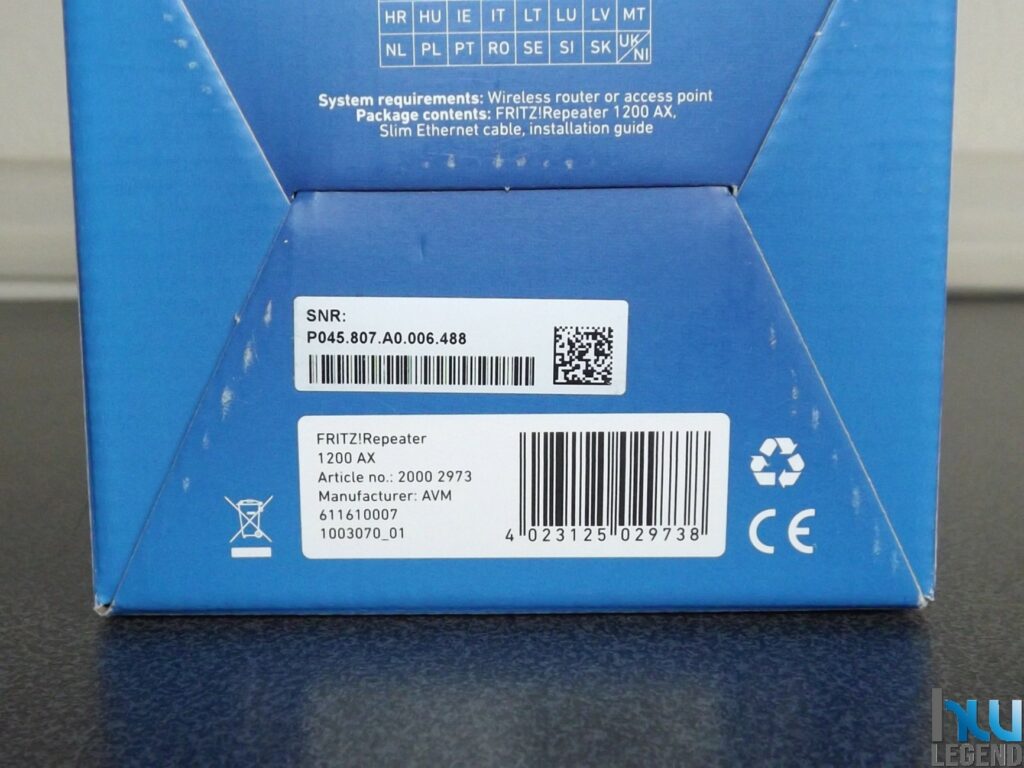 HR HU IE IT LT LU LV MT
NL PL PT RO SE SI SK UK/NI
System requirements: Wireless router or access point
Package contents: FRITZ!Repeater 1200 AX,
Slim Ethernet cable, installation guide
SNR:
P045.807.A0.006.488
FRITZ!Repeater
1200 AX
Article no.: 2000 2973
Manufacturer: AVM
611610007
1003070_01
4 023125 029738
CE
hw
LEGEND